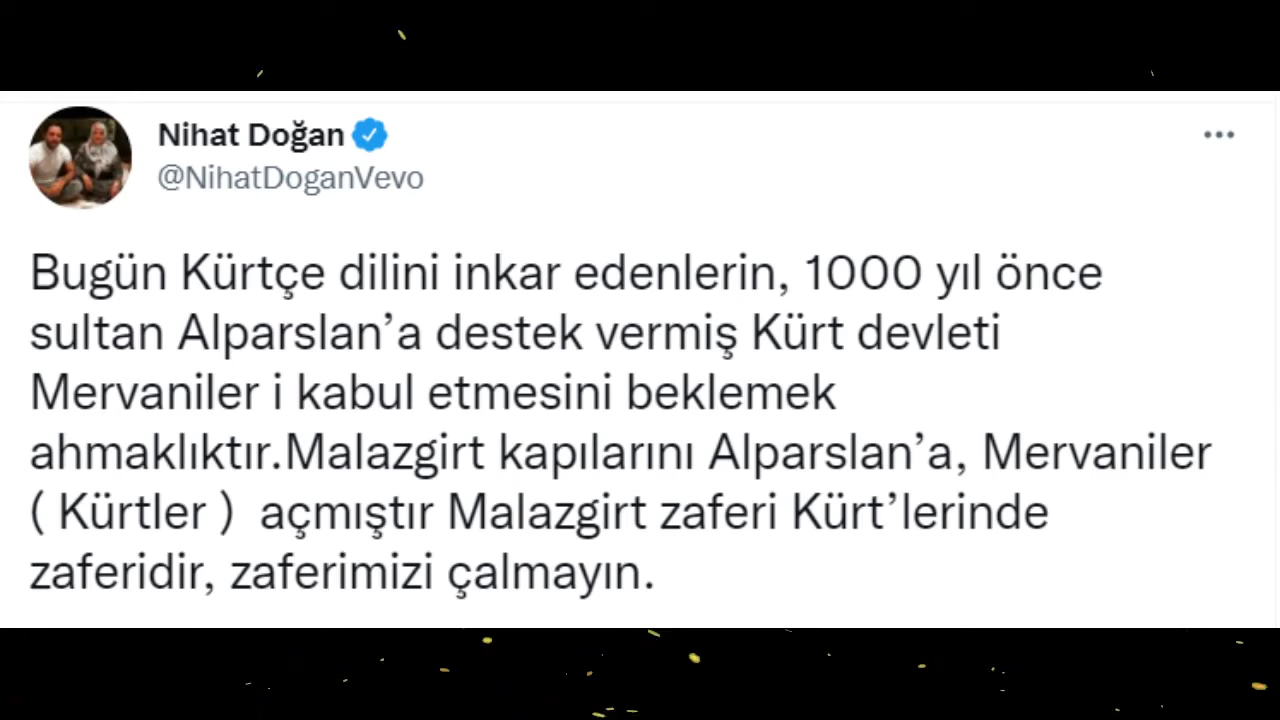 Nihat Doğan
@NihatDoganVevo
Bugün Kürtçe dilini inkar edenlerin, 1000 yıl önce
sultan Alparslan’a destek vermiş Kürt devleti
Mervaniler i kabul etmesini beklemek
ahmaklıktır.Malazgirt kapılarını Alparslan’a, Mervaniler
( Kürtler )  açmıştır Malazgirt zaferi Kürt’lerinde
zaferidir, zaferimizi çalmayın.